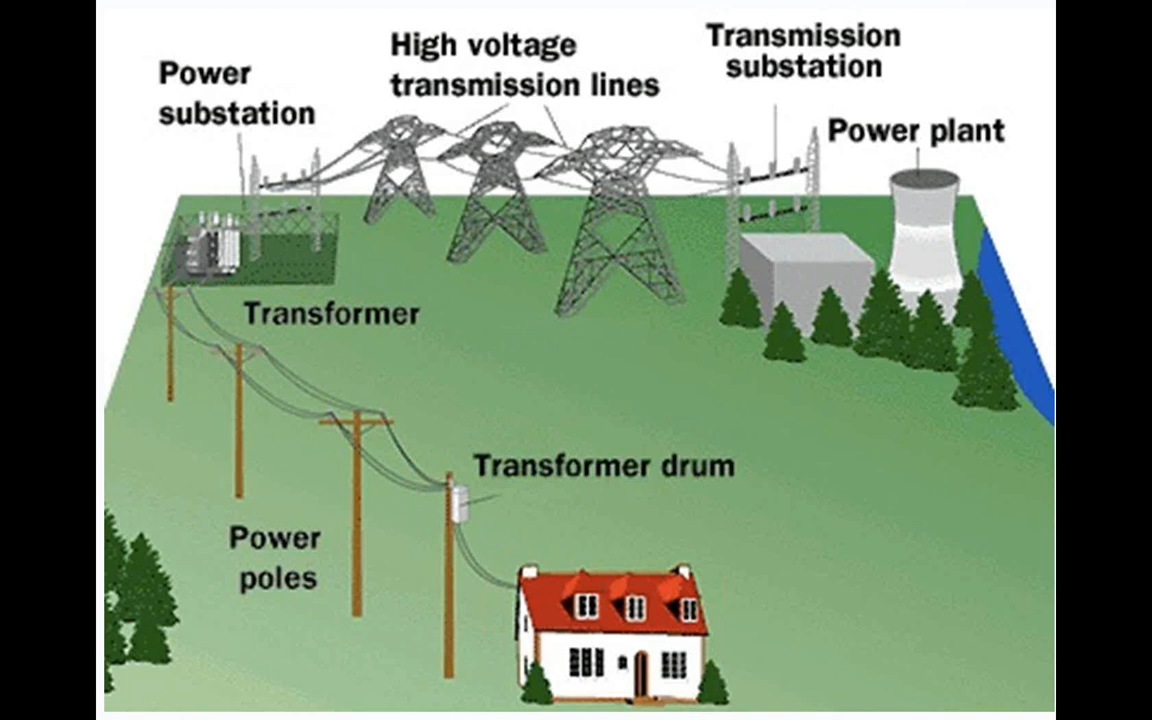 Power
substation
High voltage
transmission lines
Transmission
substation
Power plant
Transformer
Transformer drum
Power
poles